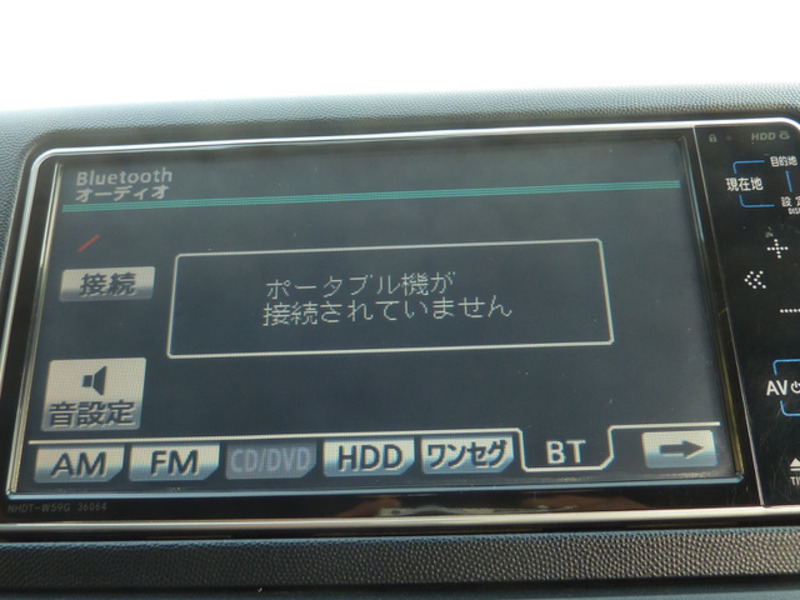 Bluetooth
オーディオ
接続
ポータブル機が
接続されていません
音設定
AM FM CD/DVD HDD ワンセグ BT
NHDT-W59G 36064
HDD
目的地
現在地
AV